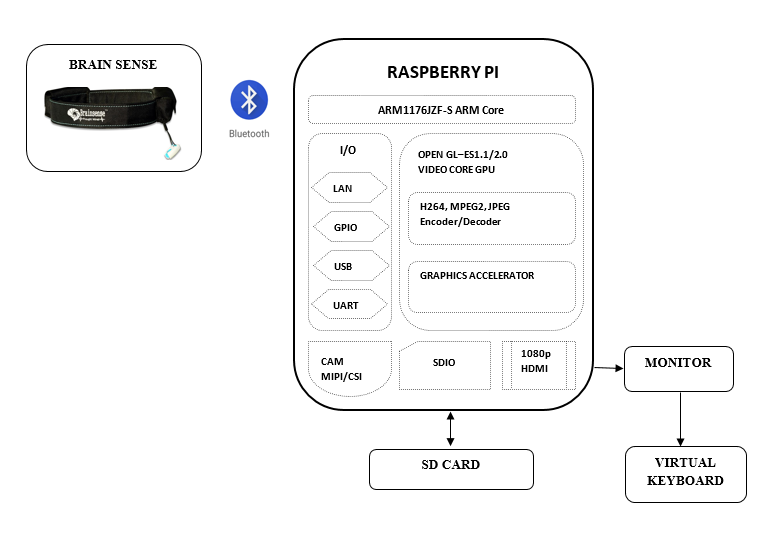 BRAIN SENSE
Brainsense
Bluetooth
RASPBERRY PI
ARM1176JZF-S ARM Core
I/O
LAN
GPIO
USB
UART
OPEN GL–ES1.1/2.0
VIDEO CORE GPU
H264, MPEG2, JPEG
Encoder/Decoder
GRAPHICS ACCELERATOR
CAM
MIPI/CSI
SDIO
1080p
HDMI
MONITOR
SD CARD
VIRTUAL
KEYBOARD